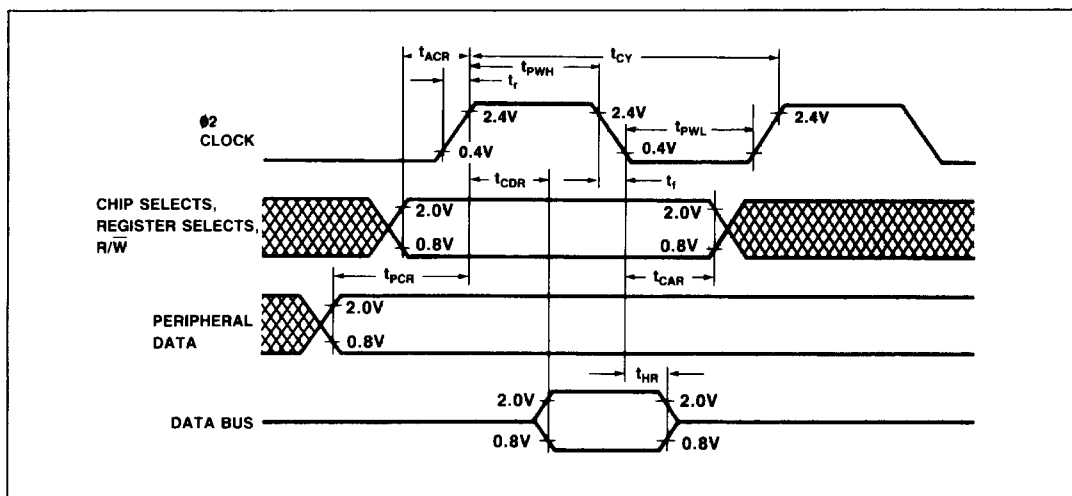 tACR
tCY
tPWH
tr
ϕ2
CLOCK
2.4V
2.4V
2.4V
tPWL
0.4V
0.4V
tCDR
tf
CHIP SELECTS,
REGISTER SELECTS,
R/W̅
2.0V
2.0V
0.8V
0.8V
tPCR
tCAR
PERIPHERAL
DATA
2.0V
0.8V
tHR
DATA BUS
2.0V
2.0V
0.8V
0.8V